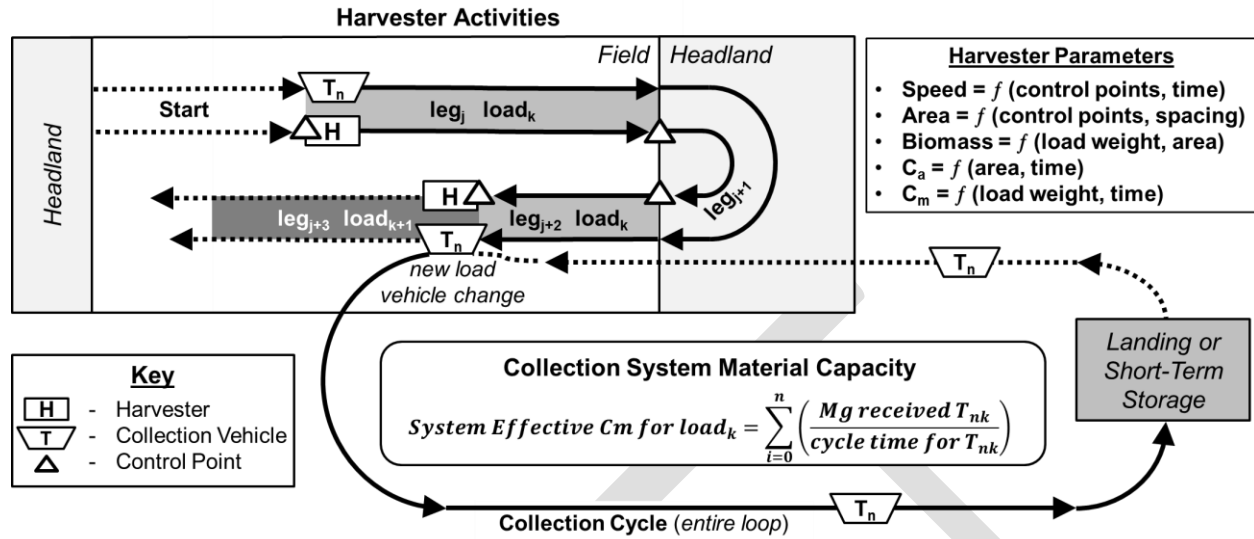 Harvester Activities
Headland
Field
Headland
Start
Tₙ
legⱼ loadₖ
H
legⱼ₊₁
H
legⱼ₊₃ loadₖ₊₁
legⱼ₊₂ loadₖ
Tₙ
new load
vehicle change
Harvester Parameters
• Speed = f (control points, time)
• Area = f (control points, spacing)
• Biomass = f (load weight, area)
• Cₐ = f (area, time)
• Cₘ = f (load weight, time)
Tₙ
Landing or
Short-Term
Storage
Key
H - Harvester
T - Collection Vehicle
- Control Point
Collection System Material Capacity
System Effective Cm for loadₖ = ∑ᵢ₌₀ⁿ (Mg received Tₙₖ / cycle time for Tₙₖ)
Tₙ
Collection Cycle (entire loop)